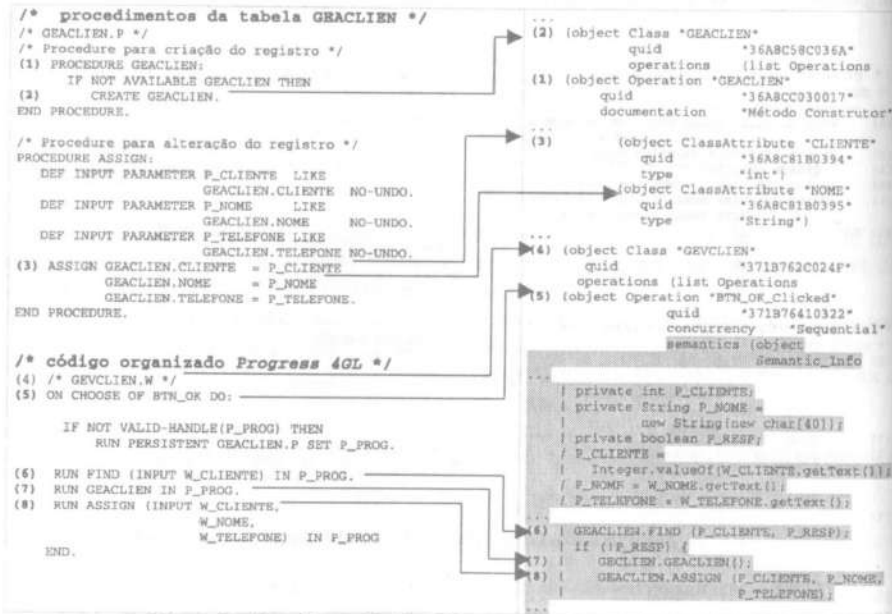 /* procedimentos da tabela GEACLIEN */
/* GEACLIEN.P */
/* Procedure para criação do registro */
(1) PROCEDURE GEACLIEN:
IF NOT AVAILABLE GEACLIEN THEN
(2) CREATE GEACLIEN.
END PROCEDURE.
/* Procedure para alteração do registro */
PROCEDURE ASSIGN:
DEF INPUT PARAMETER P_CLIENTE LIKE
GEACLIEN.CLIENTE NO-UNDO.
DEF INPUT PARAMETER P_NOME LIKE
GEACLIEN.NOME NO-UNDO.
DEF INPUT PARAMETER P_TELEFONE LIKE
GEACLIEN.TELEFONE NO-UNDO.
(3) ASSIGN GEACLIEN.CLIENTE = P_CLIENTE
GEACLIEN.NOME = P_NOME
GEACLIEN.TELEFONE = P_TELEFONE.
END PROCEDURE.
/* código organizado Progress 4GL */
(4) /* GEVCLIEN.W */
(5) ON CHOOSE OF BTN_OK DO:
IF NOT VALID-HANDLE(P_PROG) THEN
RUN PERSISTENT GEACLIEN.P SET P_PROG.
(6) RUN FIND (INPUT W_CLIENTE) IN P_PROG.
(7) RUN GEACLIEN IN P_PROG.
(8) RUN ASSIGN (INPUT W_CLIENTE,
W_NOME,
W_TELEFONE) IN P_PROG
END.
...
(2) (object Class "GEACLIEN"
quid "36A8C58C036A"
operations (list Operations
(1) (object Operation "GEACLIEN"
quid "36A8CC030017"
documentation "Método Construtor"
...
(3) (object ClassAttribute "CLIENTE"
quid "36A8C81B0394"
type "int")
(object ClassAttribute "NOME"
quid "36A8C81B0395"
type "String")
...
(4) (object Class "GEVCLIEN"
quid "371B762C024F"
operations (list Operations
(5) (object Operation "BTN_OK_Clicked"
quid "371B76410322"
concurrency "Sequential"
semantics (object
Semantic_Info
...
| private int P_CLIENTE;
| private String P_NOME =
new String(new char[40]);
| private boolean P_RESP;
/ P_CLIENTE =
| Integer.valueOf(W_CLIENTE.getText());
/ P_NOME = W_NOME.getText();
/ P_TELEFONE = W_TELEFONE.getText();
...
(6) | GEACLIEN.FIND (P_CLIENTE, P_RESP);
| if (!P_RESP) {
(7) | GECLIEN.GEACLIEN();
(8) | GEACLIEN.ASSIGN (P_CLIENTE, P_NOME,
| P_TELEFONE);
...